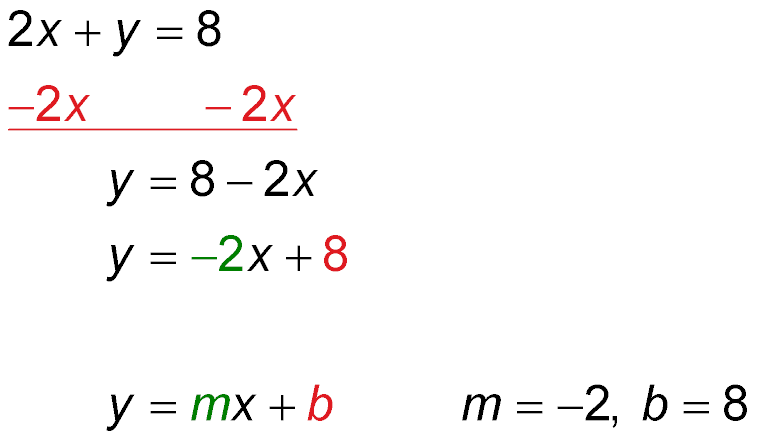 2x + y = 8
−2x − 2x
y = 8 − 2x
y = −2x + 8
y = mx + b m = −2, b = 8